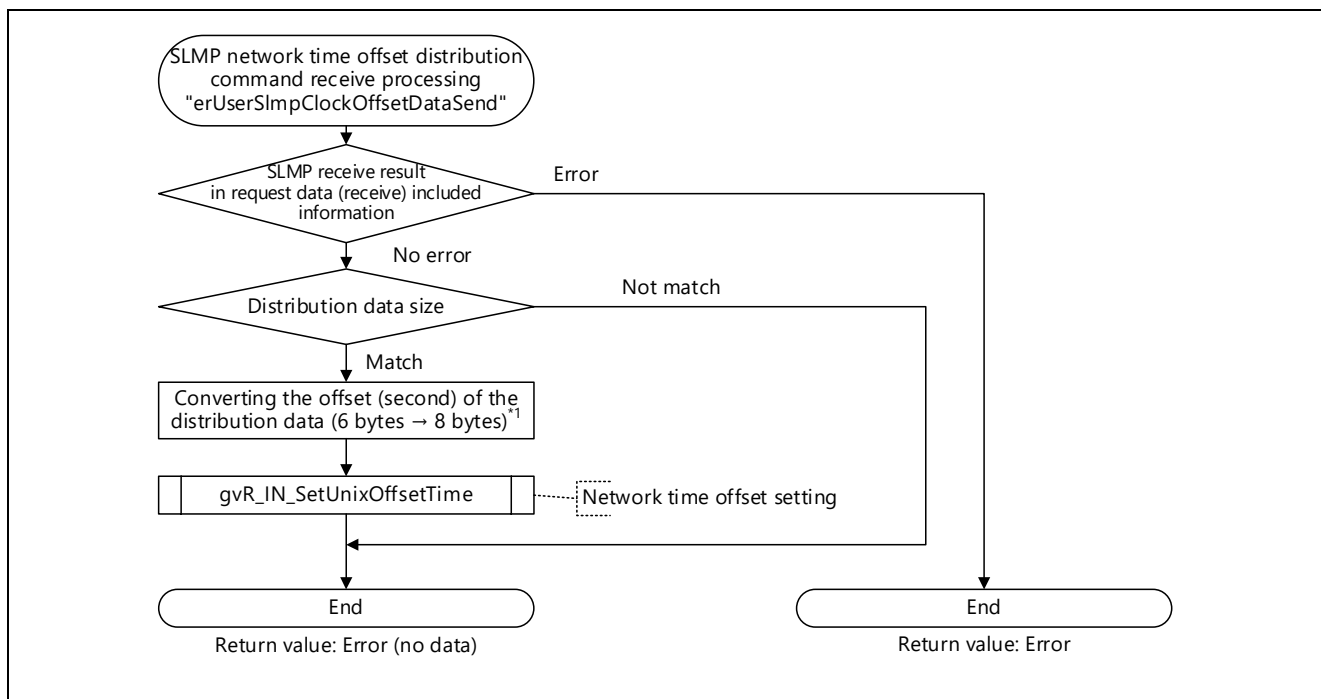 SLMP network time offset distribution
command receive processing
"erUserSlmpClockOffsetDataSend"
SLMP receive result
in request data (receive) included
information
Error
No error
Distribution data size
Not match
Match
Converting the offset (second) of the
distribution data (6 bytes → 8 bytes)*1
gvR_IN_SetUnixOffsetTime
Network time offset setting
End
Return value: Error (no data)
End
Return value: Error